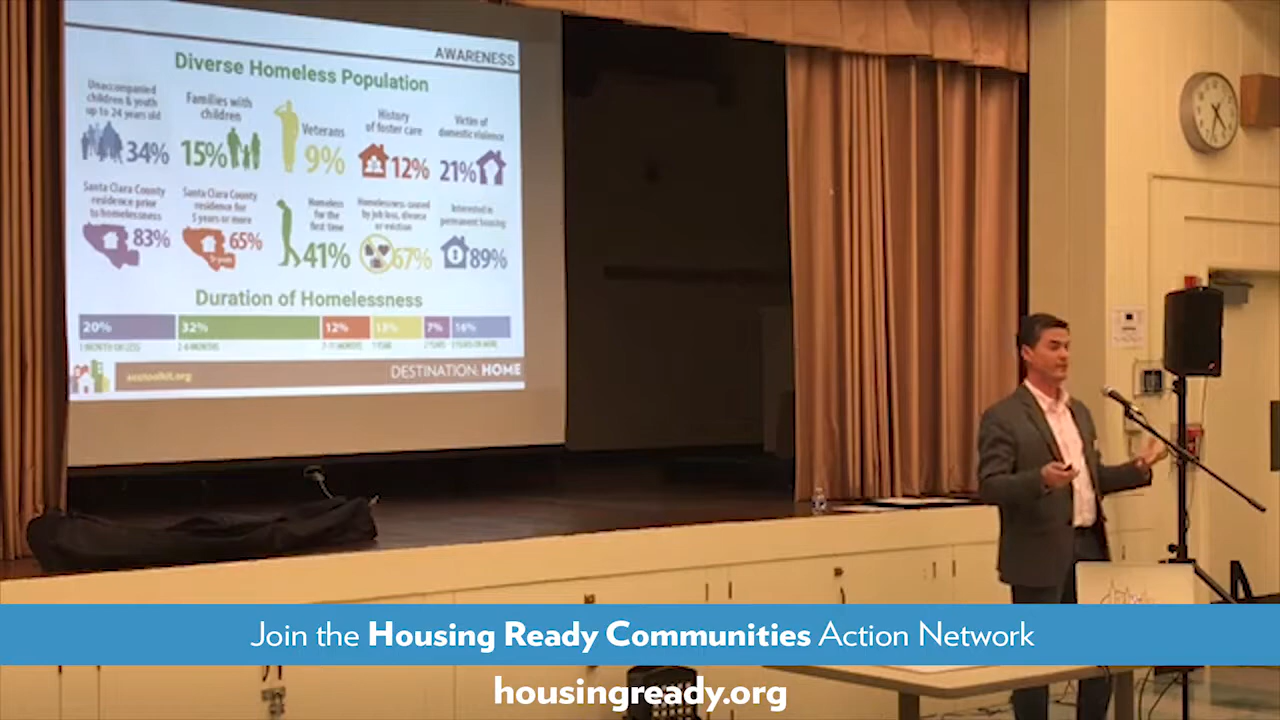 AWARENESS
Diverse Homeless Population
Unaccompanied
children & youth
up to 24 years old
34%
Families with
children
15%
Veterans
9%
History
of foster care
12%
Victim of
domestic violence
21%
Santa Clara County
residence prior
to homelessness
83%
Santa Clara County
residence for
5 years or more
65%
Homeless
for the
first time
41%
Homelessness caused
by job loss, divorce
or eviction
67%
Interested in
permanent housing
89%
Duration of Homelessness
20%
32%
12%
13%
7%
16%
1 MONTH OR LESS
2-6 MONTHS
7-11 MONTHS
1 YEAR
2 YEARS
3 YEARS OR MORE
DESTINATION: HOME
Join the Housing Ready Communities Action Network
housingready.org